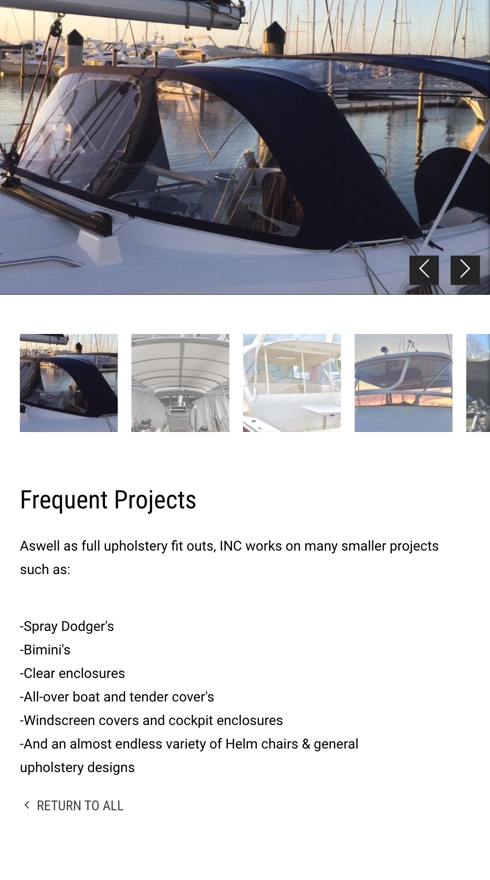 Frequent Projects
Aswell as full upholstery fit outs, INC works on many smaller projects
such as:
-Spray Dodger's
-Bimini's
-Clear enclosures
-All-over boat and tender cover's
-Windscreen covers and cockpit enclosures
-And an almost endless variety of Helm chairs & general
upholstery designs
RETURN TO ALL